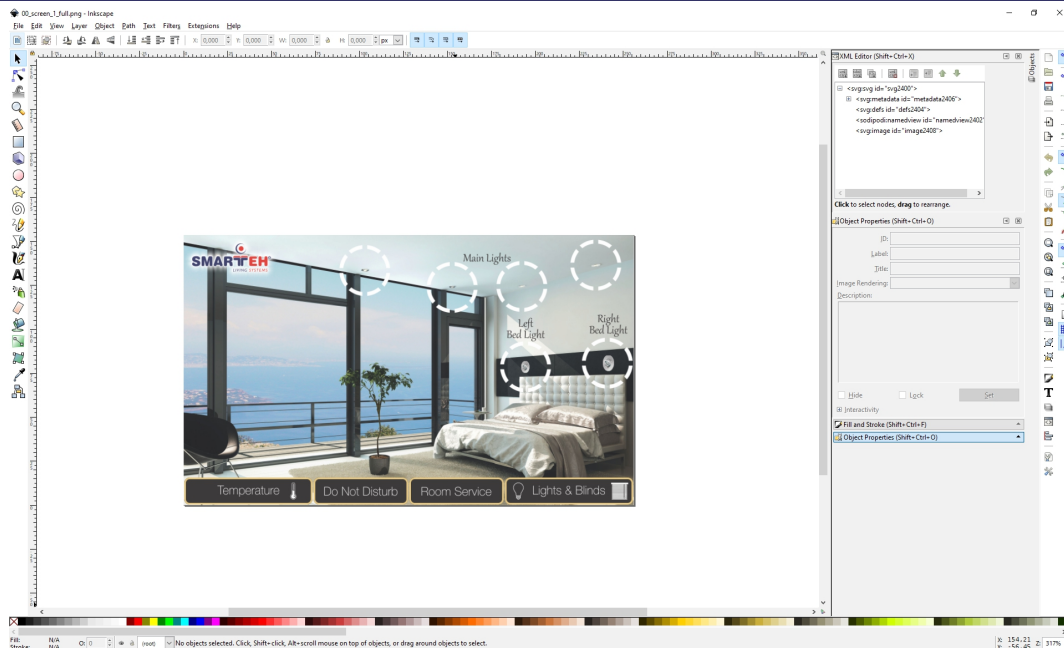 00_screen_1_full.png - Inkscape
File Edit View Layer Object Path Text Filters Extensions Help
X: 0,000 Y: 0,000 W: 0,000 H: 0,000 px
XML Editor (Shift+Ctrl+X)
Objects
<svg:svg id="svg2400">
<svg:metadata id="metadata2406">
<svg:defs id="defs2404">
<sodipodi:namedview id="namedview2402"
<svg:image id="image2408">
Click to select nodes, drag to rearrange.
Object Properties (Shift+Ctrl+O)
ID:
Label:
Title:
Image Rendering:
Description:
Hide Lock Set
Interactivity
Fill and Stroke (Shift+Ctrl+F)
Object Properties (Shift+Ctrl+O)
SMARTEH
LIVING SYSTEMS
Main Lights
Left
Bed Light
Right
Bed Light
Temperature Do Not Disturb Room Service Lights & Blinds
Fill: N/A
Stroke: N/A
O: 0 (root) No objects selected. Click, Shift+click, Alt+scroll mouse on top of objects, or drag around objects to select.
X: 154,21
Y: -56,45
Z: 317%